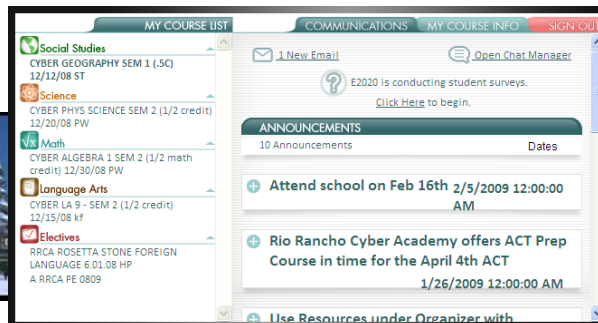 MY COURSE LIST
COMMUNICATIONS
MY COURSE INFO
SIGN OUT
Social Studies
CYBER GEOGRAPHY SEM 1 (.5C)
12/12/08 ST
Science
CYBER PHYS SCIENCE SEM 2 (1/2 credit)
12/20/08 PW
Math
CYBER ALGEBRA 1 SEM 2 (1/2 math
credit) 12/30/08 PW
Language Arts
CYBER LA 9 - SEM 2 (1/2 credit)
12/15/08 kf
Electives
RRCA ROSETTA STONE FOREIGN
LANGUAGE 6.01.08 HP
A RRCA PE 0809
1 New Email
Open Chat Manager
E2020 is conducting student surveys.
Click Here to begin.
ANNOUNCEMENTS
10 Announcements Dates
Attend school on Feb 16th 2/5/2009 12:00:00
AM
Rio Rancho Cyber Academy offers ACT Prep
Course in time for the April 4th ACT
1/26/2009 12:00:00 AM
Use Resources under Organizer with